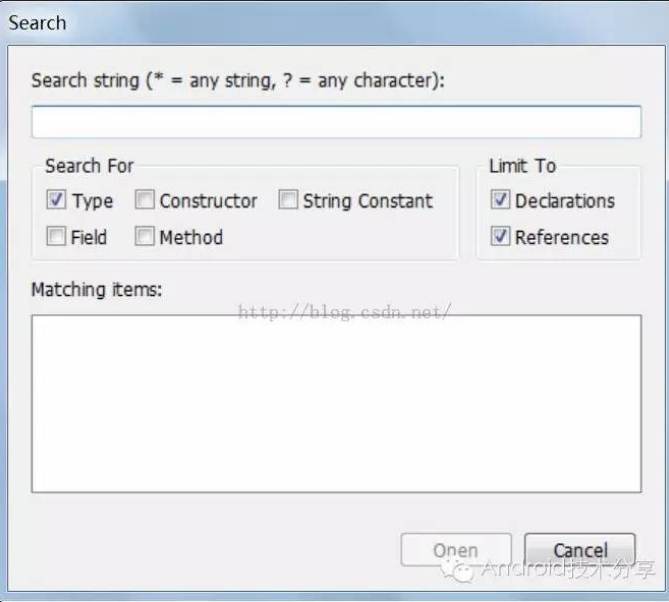 Search
Search string (* = any string, ? = any character):
Search For
Limit To
Type Constructor String Constant
Declarations
Field Method
References
Matching items:
http://blog.csdn.net/
Open Cancel
Android技术分享